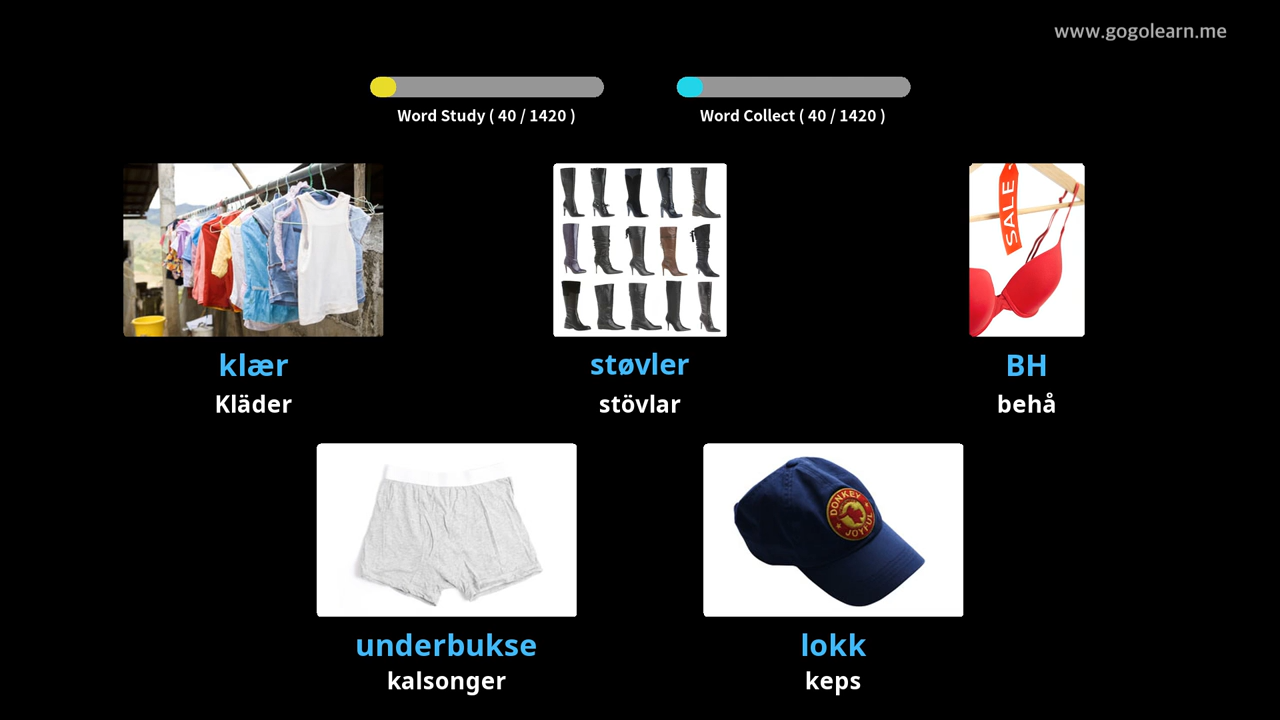 www.gogolearn.me
Word Study ( 40 / 1420 )
Word Collect ( 40 / 1420 )
SALE
klær
støvler
BH
Kläder
stövlar
behå
DONKEY
JOYFUL
underbukse
lokk
kalsonger
keps